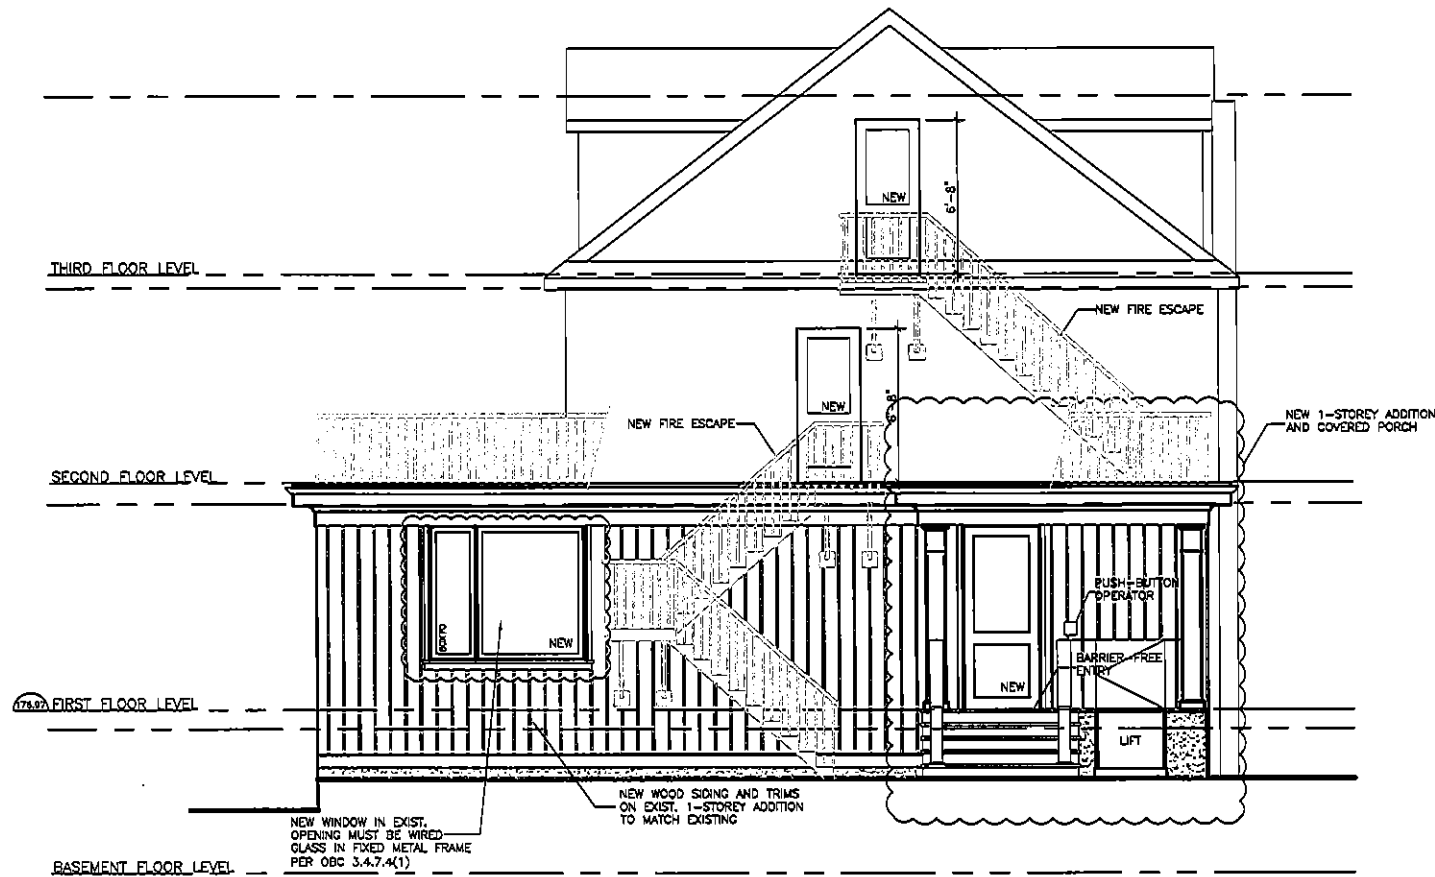 NEW
6'-8"
THIRD FLOOR LEVEL
NEW FIRE ESCAPE
NEW
6'-8"
NEW FIRE ESCAPE
NEW 1-STOREY ADDITION
AND COVERED PORCH
SECOND FLOOR LEVEL
PUSH-BUTTON
OPERATOR
NEW
BARRIER-FREE
ENTRY
NEW
FIRST FLOOR LEVEL
LIFT
NEW WOOD SIDING AND TRIMS
ON EXIST. 1-STOREY ADDITION
TO MATCH EXISTING
NEW WINDOW IN EXIST.
OPENING MUST BE WIRED
GLASS IN FIXED METAL FRAME
PER OBC 3.4.7.4(1)
BASEMENT FLOOR LEVEL